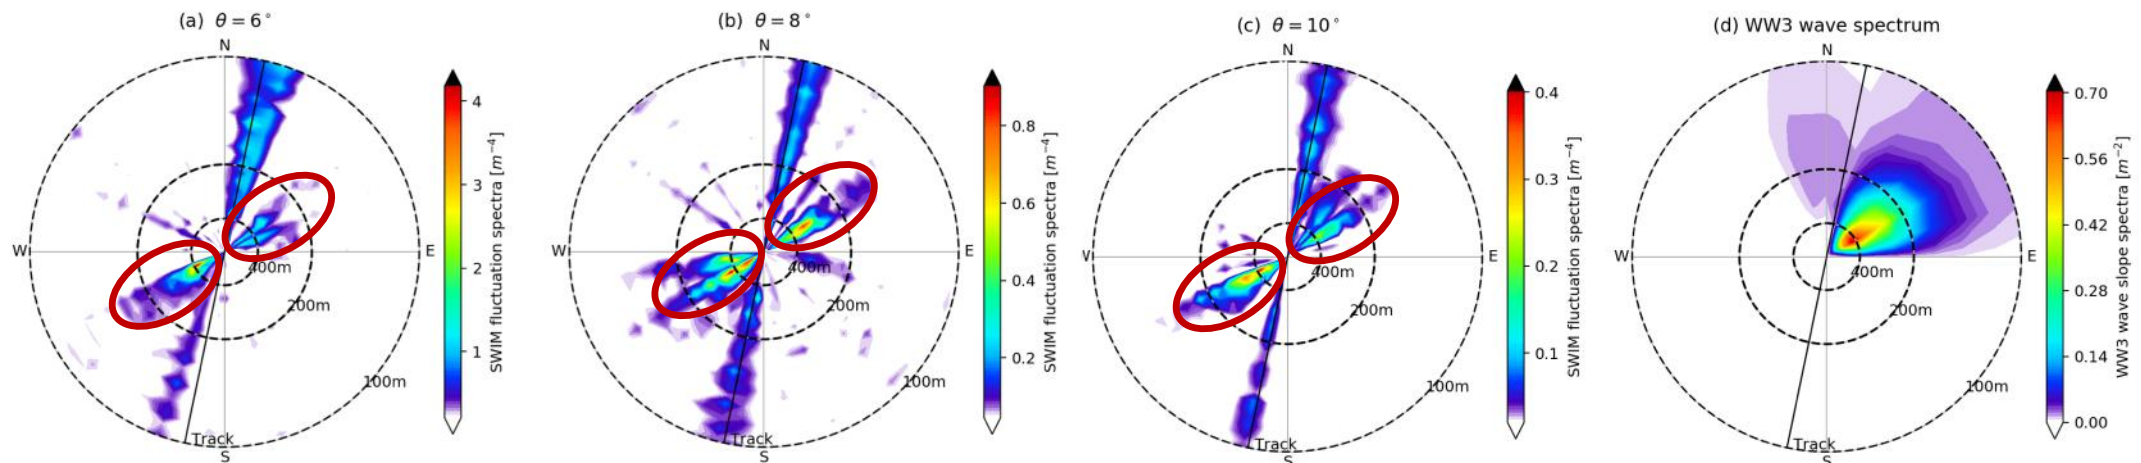 (a) θ = 6°
N
W
E
S
400m
200m
100m
Track
4
3
2
1
SWIM fluctuation spectra [m⁻⁴]
(b) θ = 8°
N
W
E
S
400m
200m
100m
Track
0.8
0.6
0.4
0.2
SWIM fluctuation spectra [m⁻⁴]
(c) θ = 10°
N
E
S
400m
200m
100m
Track
0.4
0.3
0.2
0.1
SWIM fluctuation spectra [m⁻⁴]
(d) WW3 wave spectrum
N
W
E
S
400m
200m
100m
Track
0.70
0.56
0.42
0.28
0.14
0.00
WW3 wave slope spectra [m⁻²]